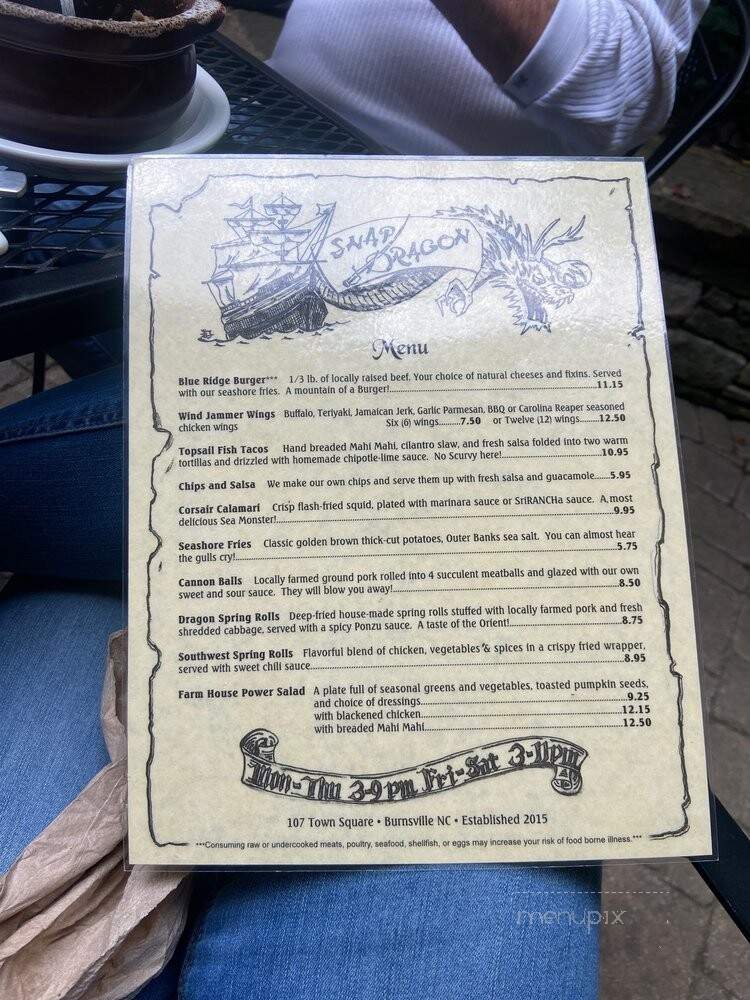 SNAP DRAGON
Menu
Blue Ridge Burger*** 1/3 lb. of locally raised beef. Your choice of natural cheeses and fixins. Served
with our seashore fries. A mountain of a Burger!...11.15
Wind Jammer Wings Buffalo, Teriyaki, Jamaican Jerk, Garlic Parmesan, BBQ or Carolina Reaper seasoned
chicken wings Six (6) wings.........7.50 or Twelve (12) wings.......12.50
Topsail Fish Tacos Hand breaded Mahi Mahi, cilantro slaw, and fresh salsa folded into two warm
tortillas and drizzled with homemade chipotle-lime sauce. No Scurvy here!...10.95
Chips and Salsa We make our own chips and serve them up with fresh salsa and guacamole......5.95
Corsair Calamari Crisp flash-fried squid, plated with marinara sauce or SriRANCHa sauce. A most
delicious Sea Monster!...9.95
Seashore Fries Classic golden brown thick-cut potatoes, Outer Banks sea salt. You can almost hear
the gulls cry!...5.75
Cannon Balls Locally farmed ground pork rolled into 4 succulent meatballs and glazed with our own
sweet and sour sauce. They will blow you away!...8.50
Dragon Spring Rolls Deep-fried house-made spring rolls stuffed with locally farmed pork and fresh
shredded cabbage, served with a spicy Ponzu sauce. A taste of the Orient!...8.75
Southwest Spring Rolls Flavorful blend of chicken, vegetables & spices in a crispy fried wrapper,
served with sweet chili sauce...8.95
Farm House Power Salad A plate full of seasonal greens and vegetables, toasted pumpkin seeds,
and choice of dressings...9.25
with blackened chicken...12.15
with breaded Mahi Mahi...12.50
Mon-Thu 3-9 pm Fri-Sat 3-11pm
107 Town Square • Burnsville NC • Established 2015
***Consuming raw or undercooked meats, poultry, seafood, shellfish, or eggs may increase your risk of food borne illness.***
menupix